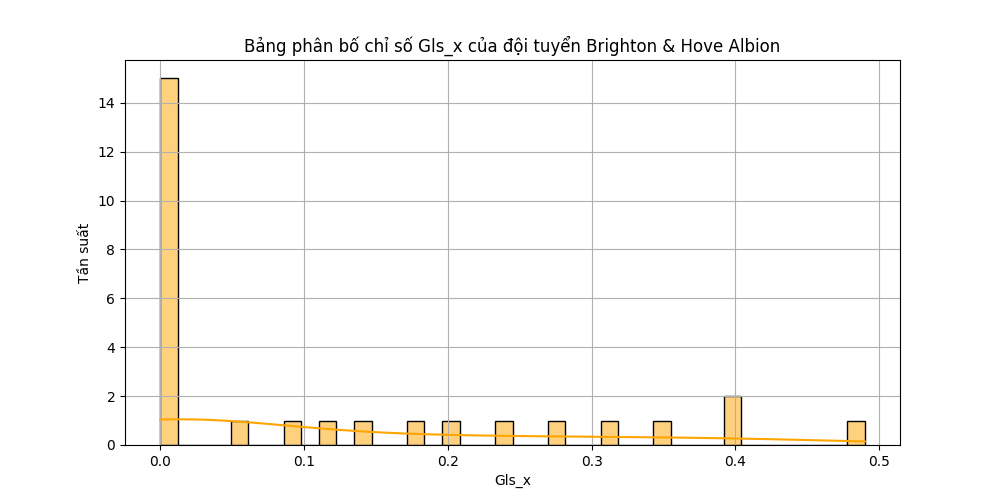 Bảng phân bố chỉ số Gls_x của đội tuyển Brighton & Hove Albion
14
12
10
8
6
4
2
0
Tần suất
0.0 0.1 0.2 0.3 0.4 0.5
Gls_x